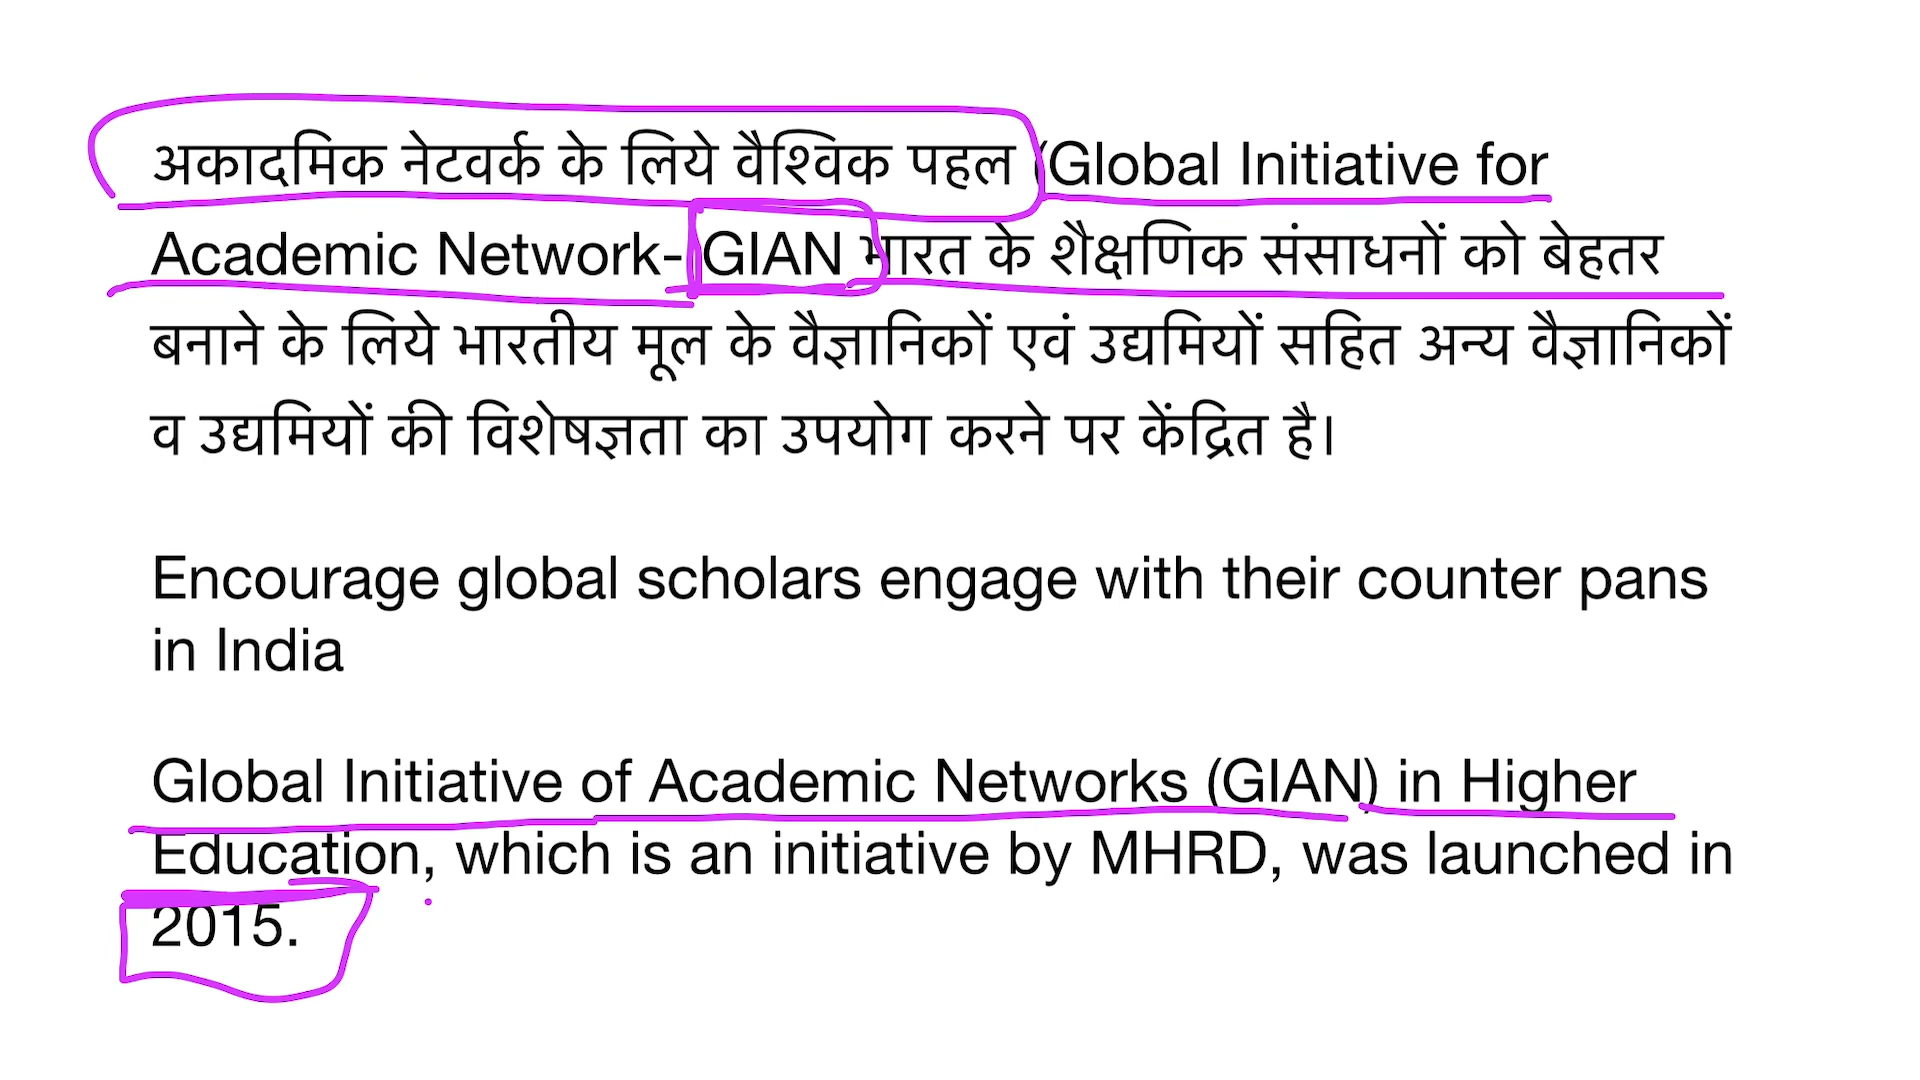 अकादमिक नेटवर्क के लिये वैश्विक पहल (Global Initiative for
Academic Network- GIAN भारत के शैक्षणिक संसाधनों को बेहतर
बनाने के लिये भारतीय मूल के वैज्ञानिकों एवं उद्यमियों सहित अन्य वैज्ञानिकों
व उद्यमियों की विशेषज्ञता का उपयोग करने पर केंद्रित है।
Encourage global scholars engage with their counter pans
in India
Global Initiative of Academic Networks (GIAN) in Higher
Education, which is an initiative by MHRD, was launched in
2015.